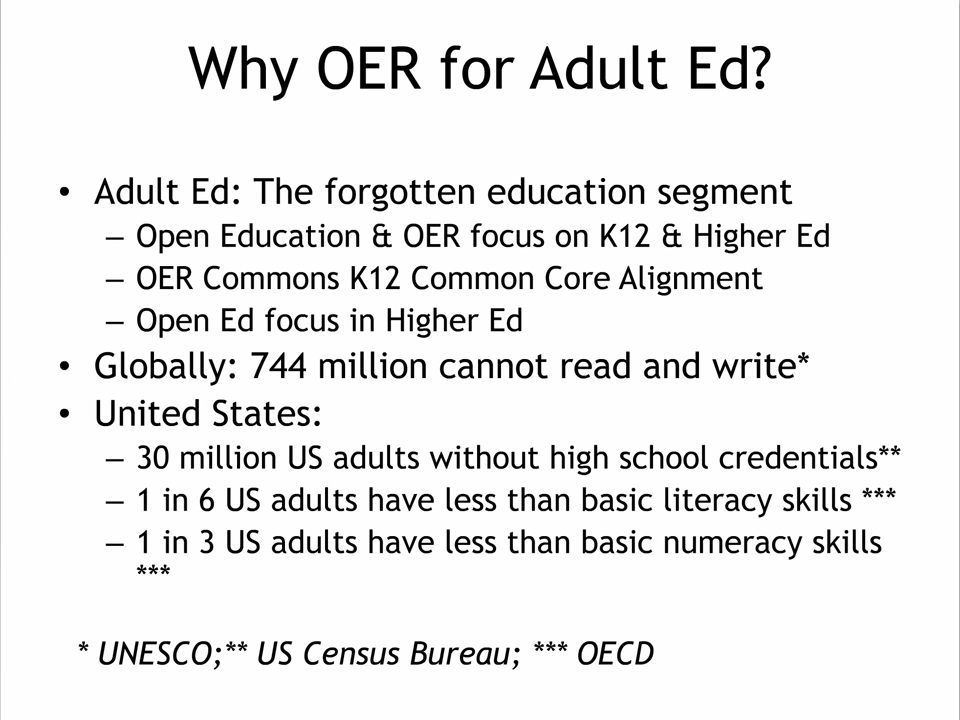 Why OER for Adult Ed?
• Adult Ed: The forgotten education segment
– Open Education & OER focus on K12 & Higher Ed
– OER Commons K12 Common Core Alignment
– Open Ed focus in Higher Ed
• Globally: 744 million cannot read and write*
• United States:
– 30 million US adults without high school credentials**
– 1 in 6 US adults have less than basic literacy skills ***
– 1 in 3 US adults have less than basic numeracy skills
***
* UNESCO;** US Census Bureau; *** OECD